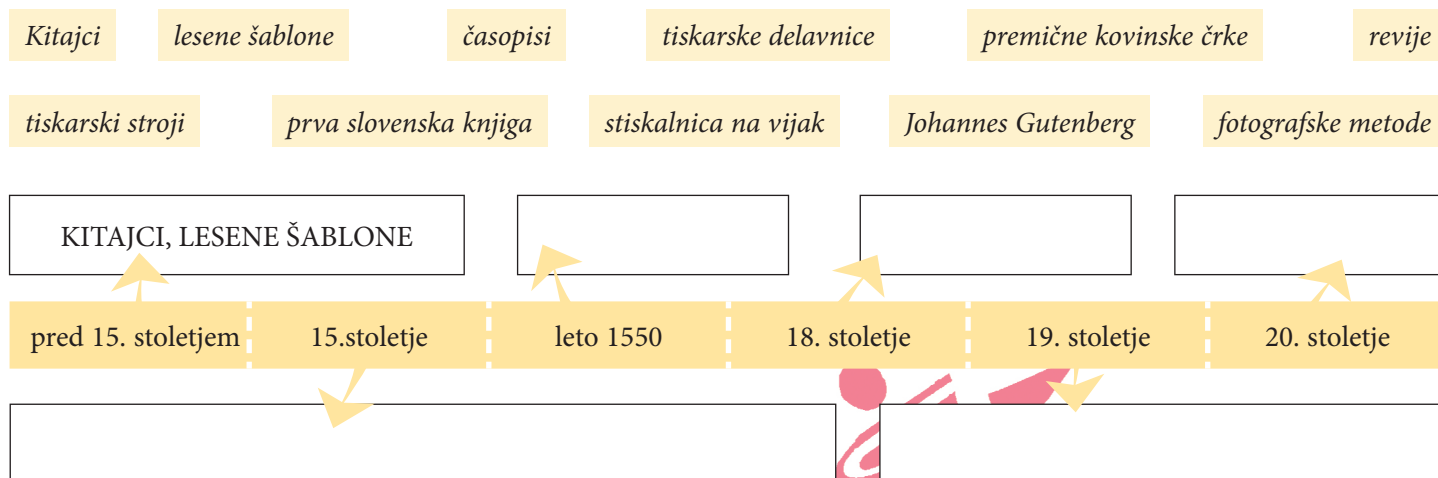 Kitajci lesene šablone časopisi tiskarske delavnice premične kovinske črke revije
tiskarski stroji prva slovenska knjiga stiskalnica na vijak Johannes Gutenberg fotografske metode
KITAJCI, LESENE ŠABLONE
pred 15. stoletjem 15.stoletje leto 1550 18. stoletje 19. stoletje 20. stoletje